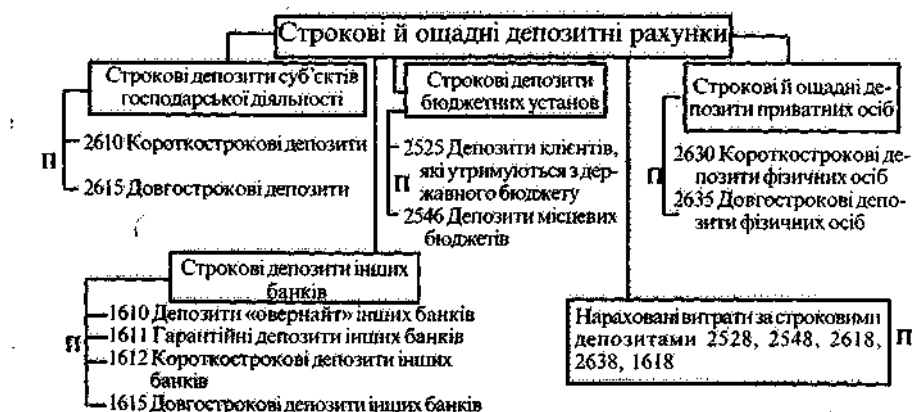 Строкові й ощадні депозитні рахунки
Строкові депозити суб'єктів
господарської діяльності
П
2610 Короткострокові депозити
2615 Довгострокові депозити
Строкові депозити
бюджетних установ
П
2525 Депозити клієнтів,
які утримуються з дер-
жавного бюджету
2546 Депозити місцевих
бюджетів
Строкові й ощадні де-
позити приватних осіб
П
2630 Короткострокові де-
позити фізичних осіб
2635 Довгострокові депо-
зити фізичних осіб
Строкові депозити інших
банків
П
1610 Депозити «овернайт» інших банків
1611 Гарантійні депозити інших банків
1612 Короткострокові депозити інших
банків
1615 Довгострокові депозити інших банків
Нараховані витрати за строковими
депозитами 2528, 2548, 2618,
2638, 1618
П